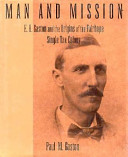 MAN AND MISSION
E. B. Gaston and the Origins of the Fairhope
Single Tax Colony
Paul M. Gaston